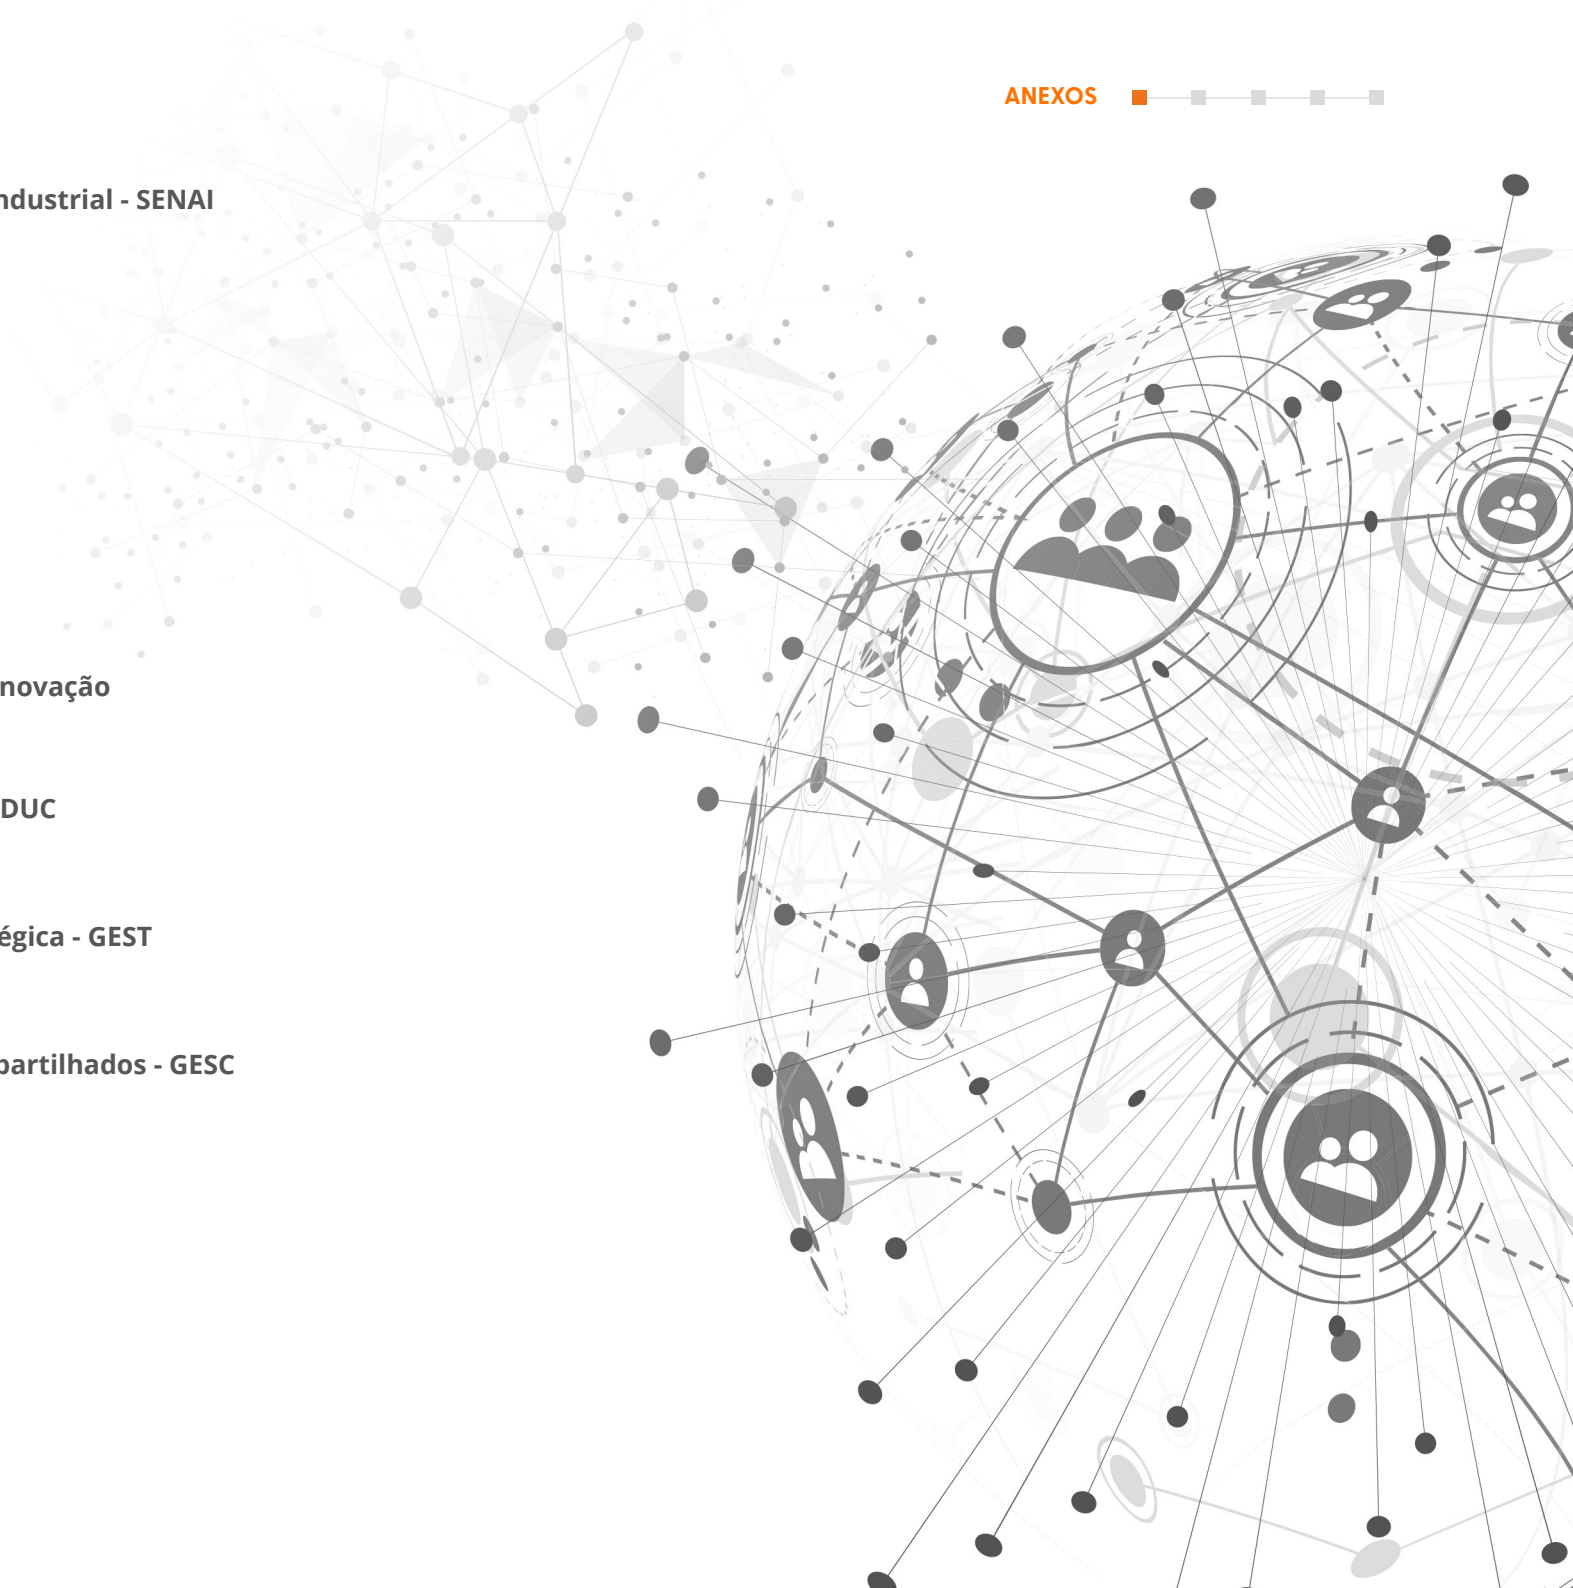 ANEXOS
ndustrial - SENAI
novação
DUC
égica - GEST
partilhados - GESC